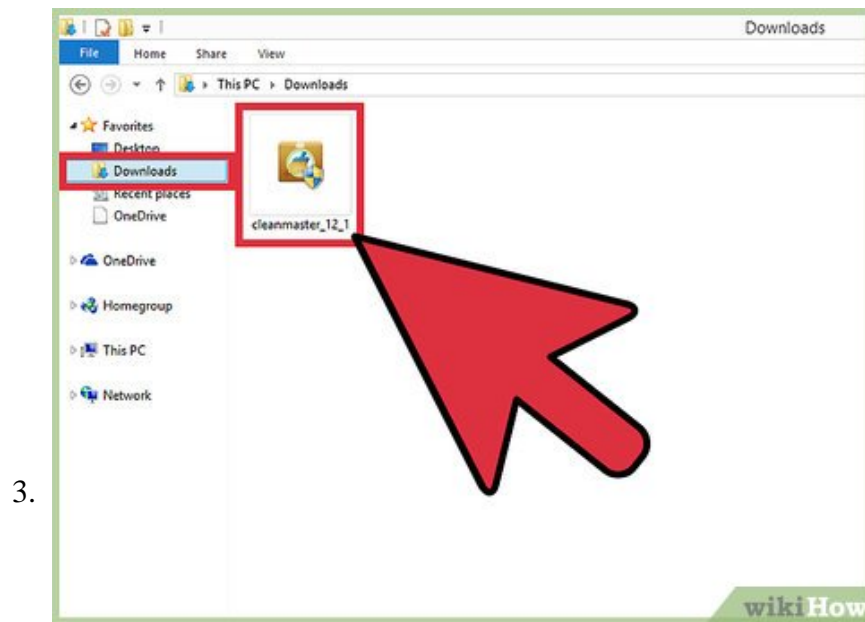 Downloads
File Home Share View
This PC Downloads
Favorites
Desktop
Downloads
Recent places
OneDrive
cleanmaster_12_1
OneDrive
Homegroup
This PC
Network
3.
wikiHow